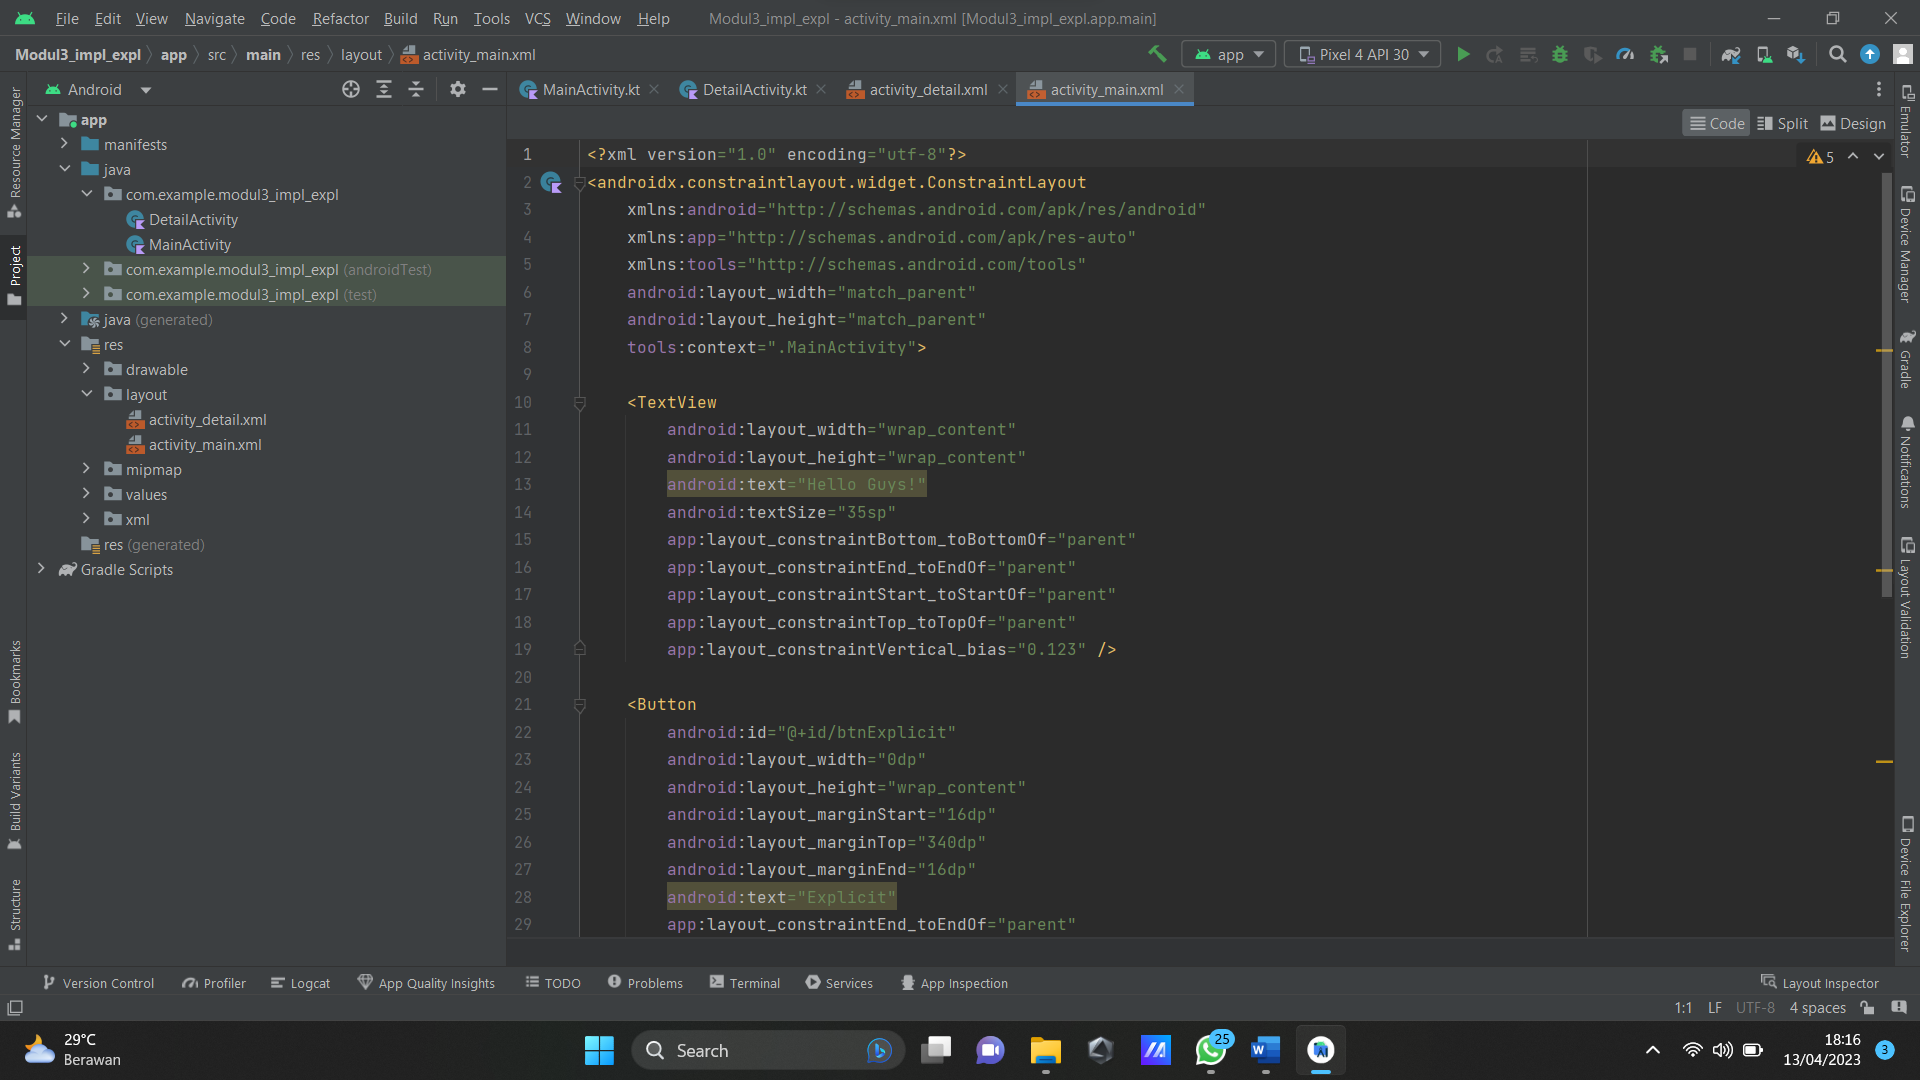 File Edit View Navigate Code Refactor Build Run Tools VCS Window Help Modul3_impl_expl - activity_main.xml [Modul3_impl_expl.app.main]
Modul3_impl_expl app src main res layout activity_main.xml app Pixel 4 API 30
Android MainActivity.kt DetailActivity.kt activity_detail.xml activity_main.xml
Code Split Design
Resource Manager
Project
Bookmarks
Build Variants
Structure
app
manifests
java
com.example.modul3_impl_expl
DetailActivity
MainActivity
com.example.modul3_impl_expl (androidTest)
com.example.modul3_impl_expl (test)
java (generated)
res
drawable
layout
activity_detail.xml
activity_main.xml
mipmap
values
xml
res (generated)
Gradle Scripts
5
1 <?xml version="1.0" encoding="utf-8"?>
2 <androidx.constraintlayout.widget.ConstraintLayout
3 xmlns:android="http://schemas.android.com/apk/res/android"
4 xmlns:app="http://schemas.android.com/apk/res-auto"
5 xmlns:tools="http://schemas.android.com/tools"
6 android:layout_width="match_parent"
7 android:layout_height="match_parent"
8 tools:context=".MainActivity">
9
10 <TextView
11 android:layout_width="wrap_content"
12 android:layout_height="wrap_content"
13 android:text="Hello Guys!"
14 android:textSize="35sp"
15 app:layout_constraintBottom_toBottomOf="parent"
16 app:layout_constraintEnd_toEndOf="parent"
17 app:layout_constraintStart_toStartOf="parent"
18 app:layout_constraintTop_toTopOf="parent"
19 app:layout_constraintVertical_bias="0.123" />
20
21 <Button
22 android:id="@+id/btnExplicit"
23 android:layout_width="0dp"
24 android:layout_height="wrap_content"
25 android:layout_marginStart="16dp"
26 android:layout_marginTop="340dp"
27 android:layout_marginEnd="16dp"
28 android:text="Explicit"
29 app:layout_constraintEnd_toEndOf="parent"
Emulator
Device Manager
Gradle
Notifications
Layout Validation
Device File Explorer
Version Control Profiler Logcat App Quality Insights TODO Problems Terminal Services App Inspection Layout Inspector
1:1 LF UTF-8 4 spaces
29°C
Berawan
Search
25
18:16
13/04/2023
3